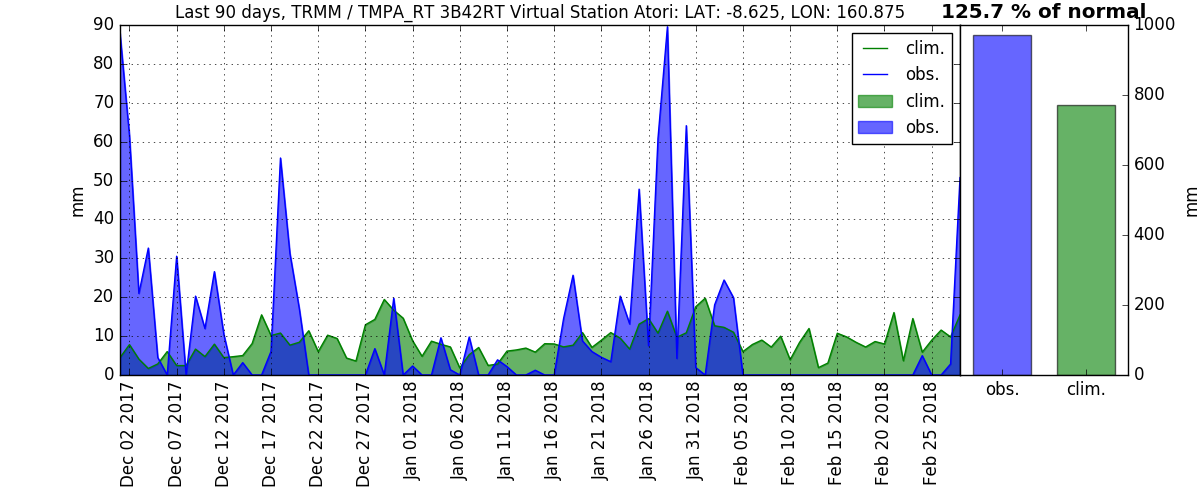 Last 90 days, TRMM / TMPA_RT 3B42RT Virtual Station Atori: LAT: -8.625, LON: 160.875
125.7 % of normal
90
80
70
60
50
40
30
20
10
0
mm
clim.
obs.
clim.
obs.
Dec 02 2017
Dec 07 2017
Dec 12 2017
Dec 17 2017
Dec 22 2017
Dec 27 2017
Jan 01 2018
Jan 06 2018
Jan 11 2018
Jan 16 2018
Jan 21 2018
Jan 26 2018
Jan 31 2018
Feb 05 2018
Feb 10 2018
Feb 15 2018
Feb 20 2018
Feb 25 2018
1000
800
600
400
200
0
mm
obs.
clim.